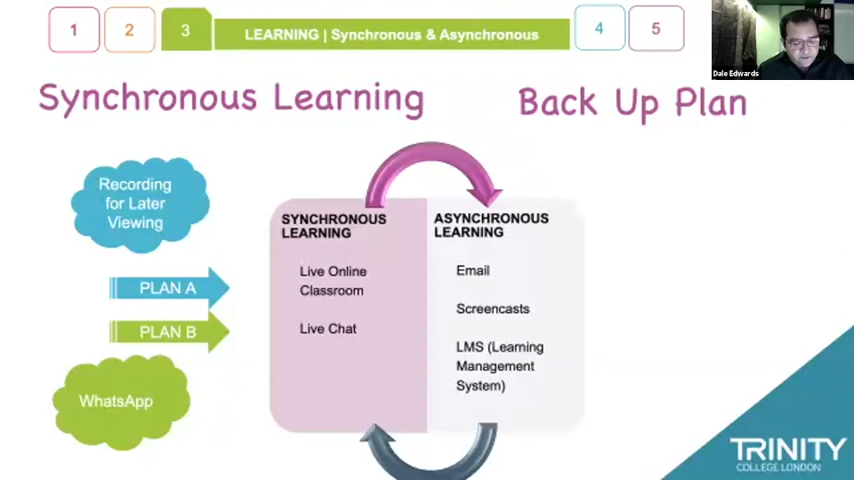 1
2
3
LEARNING | Synchronous & Asynchronous
4
5
Dale Edwards
Synchronous Learning
Back Up Plan
Recording
for Later
Viewing
PLAN A
PLAN B
WhatsApp
SYNCHRONOUS
LEARNING
Live Online
Classroom
Live Chat
ASYNCHRONOUS
LEARNING
Email
Screencasts
LMS (Learning
Management
System)
TRINITY
COLLEGE LONDON